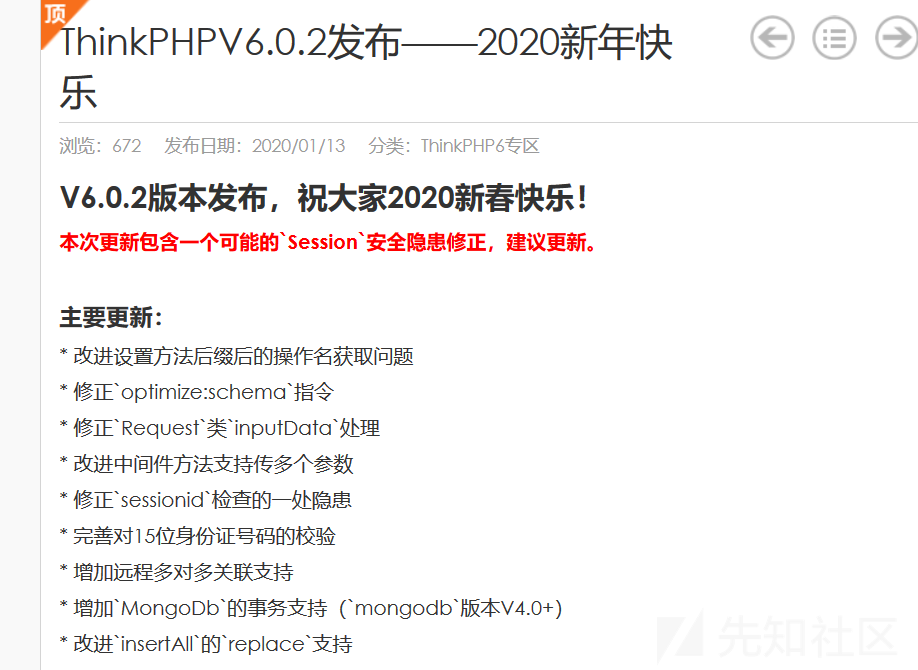 顶
ThinkPHPV6.0.2发布——2020新年快
乐
浏览：672 发布日期：2020/01/13 分类：ThinkPHP6专区
V6.0.2版本发布，祝大家2020新春快乐！
本次更新包含一个可能的`Session`安全隐患修正，建议更新。
主要更新：
* 改进设置方法后缀后的操作名获取问题
* 修正`optimize:schema`指令
* 修正`Request`类`inputData`处理
* 改进中间件方法支持传多个参数
* 修正`sessionid`检查的一处隐患
* 完善对15位身份证号码的校验
* 增加远程多对多关联支持
* 增加`MongoDb`的事务支持（`mongodb`版本V4.0+）
* 改进`insertAll`的`replace`支持
先知社区